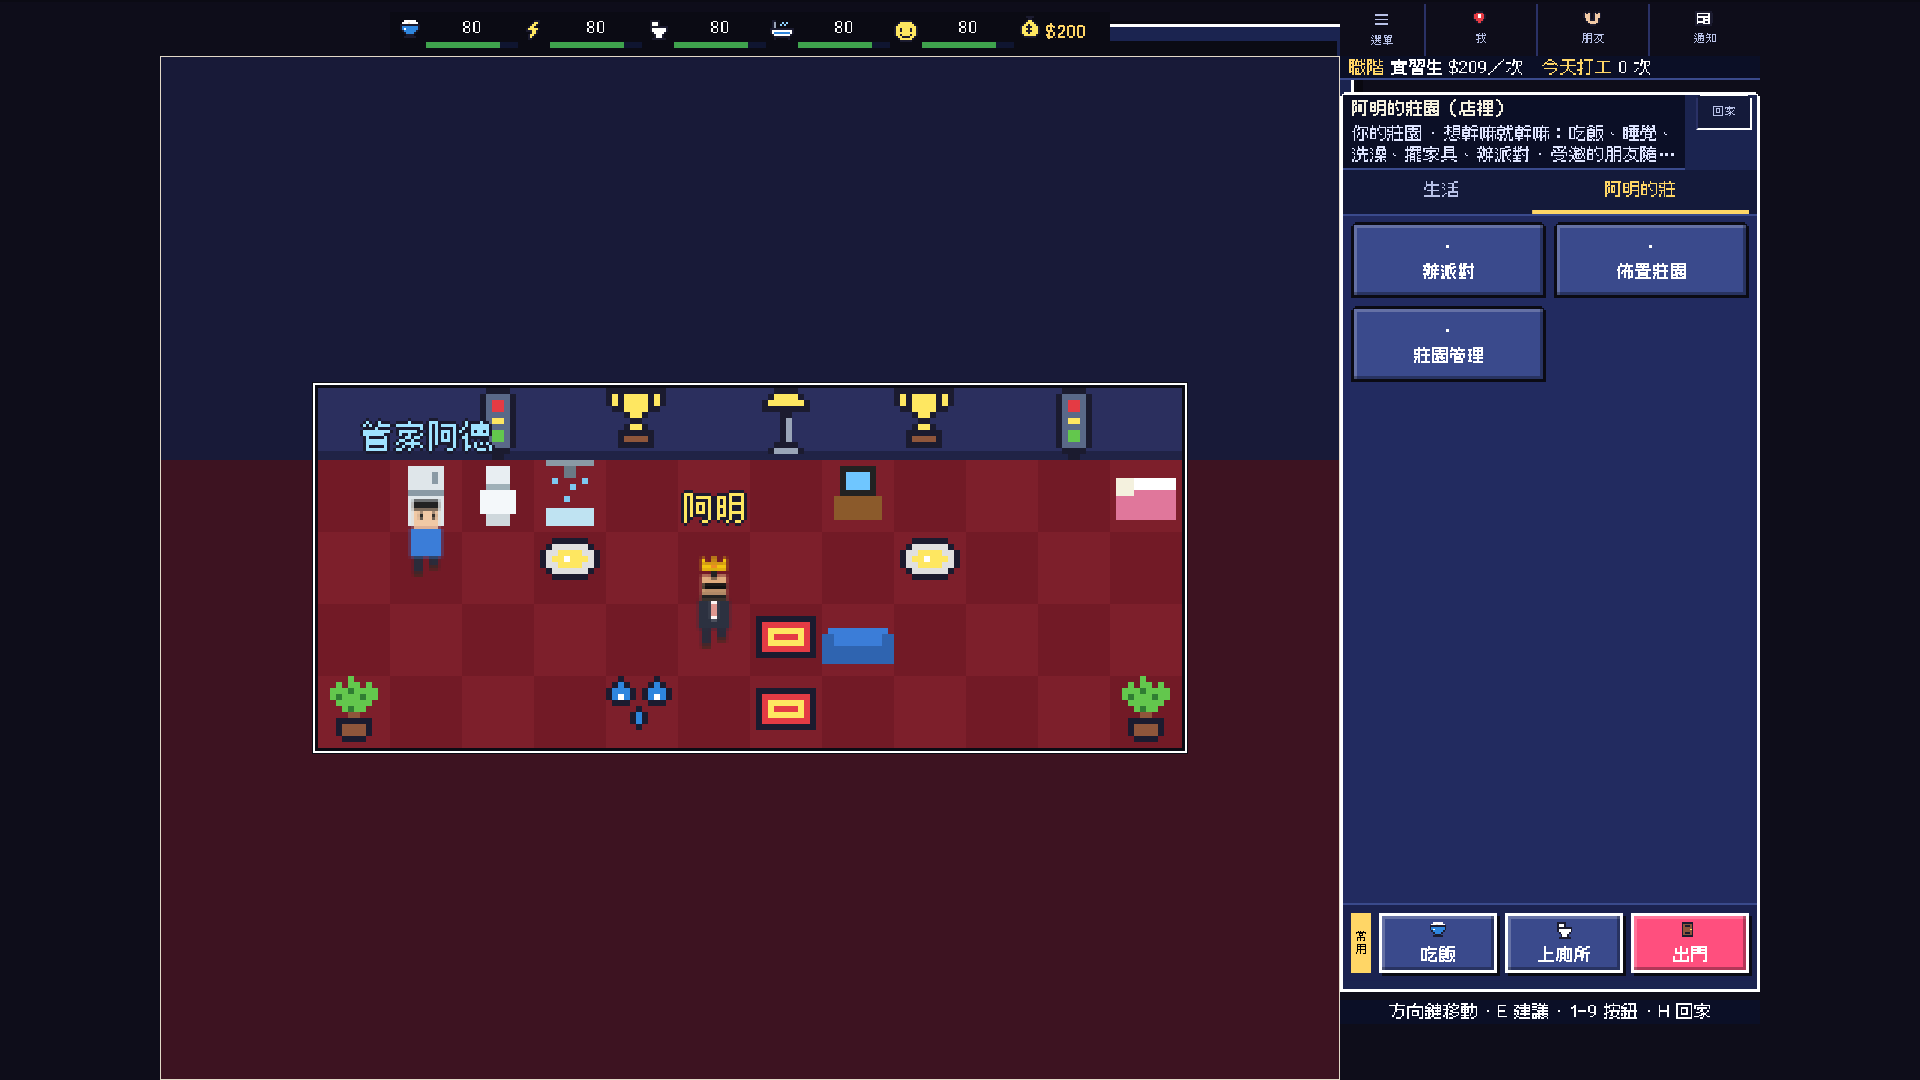 80 80 80 80 80 $200
選單 我 朋友 通知
職階 實習生 $209/次 今天打工 0 次
阿明的莊園（店裡）
回家
你的莊園．想幹嘛就幹嘛：吃飯、睡覺、
洗澡、擺家具、辦派對．受邀的朋友隨⋯
生活 阿明的莊
辦派對 佈置莊園
莊園管理
管家阿德
阿明
常用
吃飯 上廁所 出門
方向鍵移動．E 建議．1-9 按鈕．H 回家